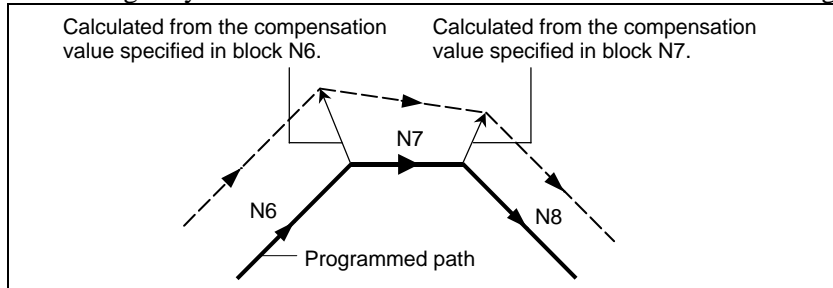 Calculated from the compensation
value specified in block N6.
Calculated from the compensation
value specified in block N7.
N7
N6
N8
Programmed path